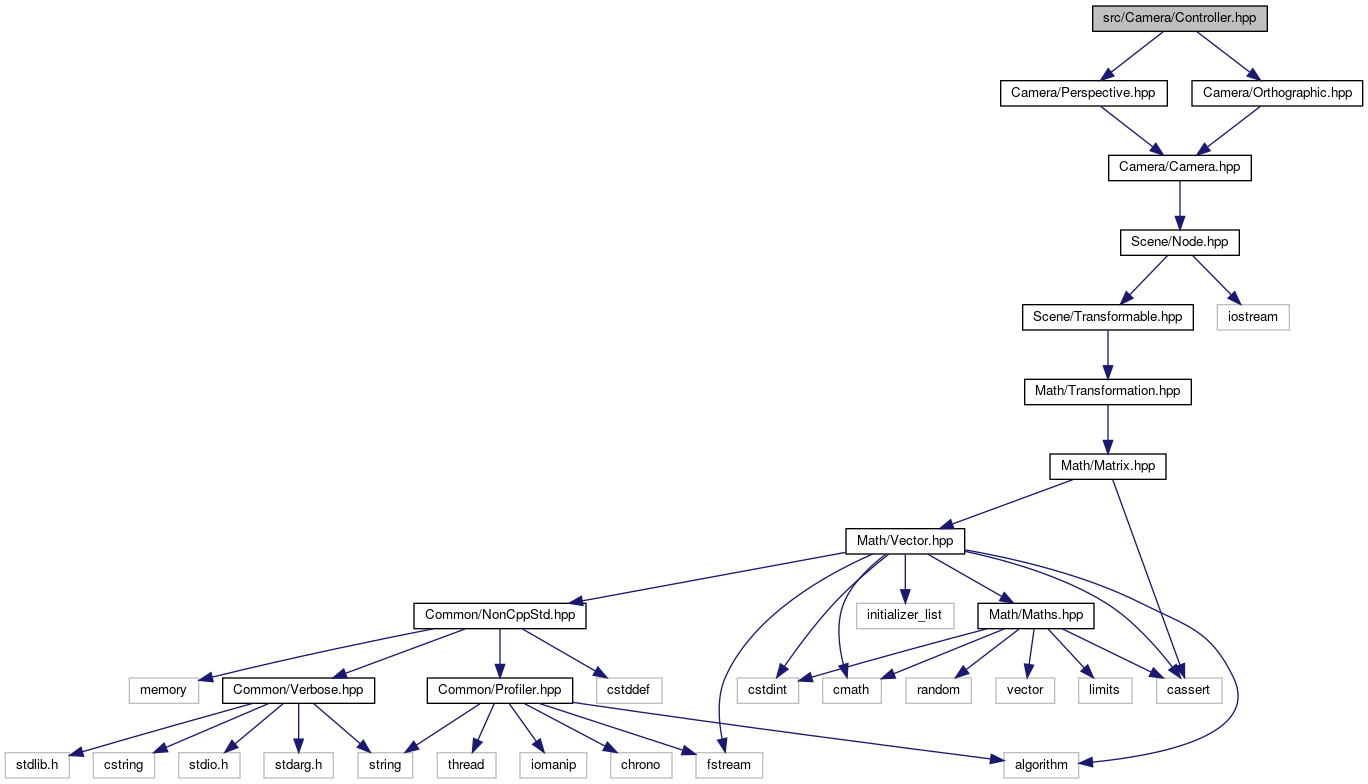 src/Camera/Controller.hpp
Camera/Perspective.hpp
Camera/Orthographic.hpp
Camera/Camera.hpp
Scene/Node.hpp
Scene/Transformable.hpp
iostream
Math/Transformation.hpp
Math/Matrix.hpp
Math/Vector.hpp
Common/NonCppStd.hpp
initializer_list
Math/Maths.hpp
memory
Common/Verbose.hpp
Common/Profiler.hpp
cstddef
cstdint
cmath
random
vector
limits
cassert
stdlib.h
cstring
stdio.h
stdarg.h
string
thread
iomanip
chrono
fstream
algorithm